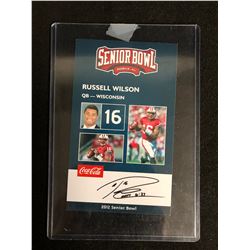 SENIOR BOWL
RUSSELL WILSON
QB — WISCONSIN
16
Coca-Cola
2012 Senior Bowl